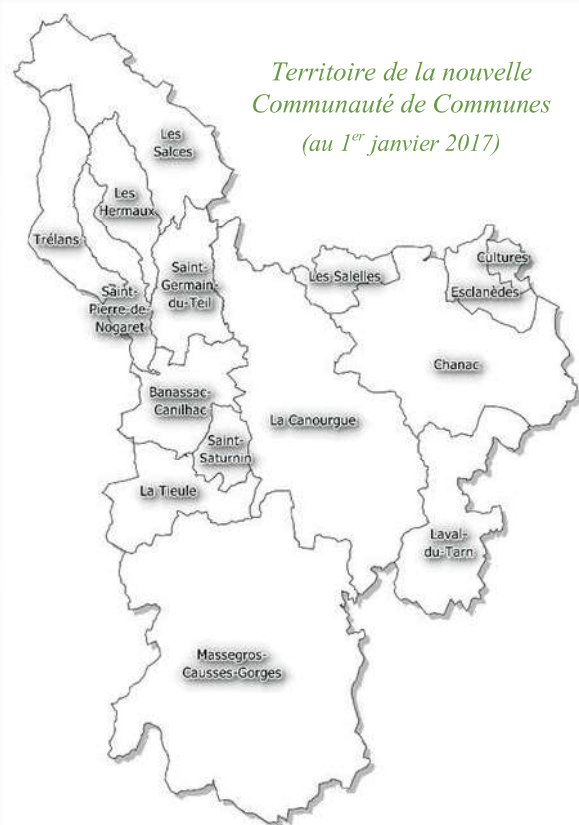 Territoire de la nouvelle
Communauté de Communes
(au 1er janvier 2017)
Les
Salces
Les
Hermaux
Trélans
Saint-
Germain-
du-Teil
Saint-
Pierre-de-
Nogaret
Les Salelles
Cultures
Esclanèdes
Chanac
Banassac-
Canilhac
La Canourgue
Saint-
Saturnin
La Tieule
Laval-
du-Tarn
Massegros-
Causses-Gorges